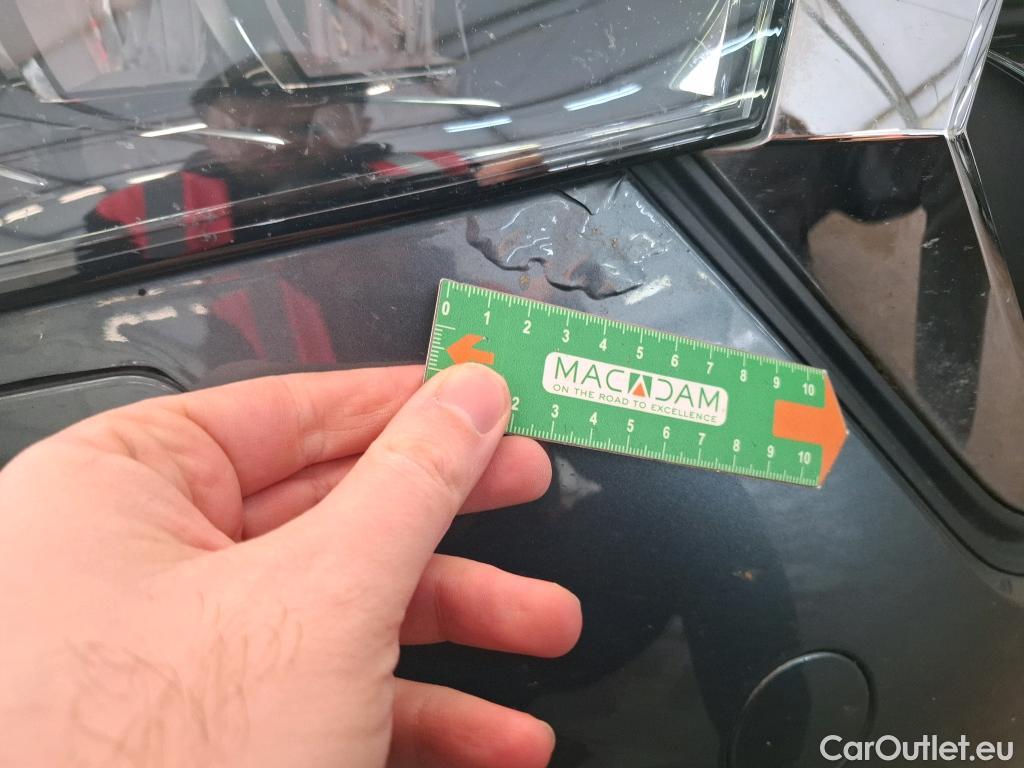 0 1 2 3 4 5 6 7 8 9 10
MACADAM
ON THE ROAD TO EXCELLENCE
2 3 4 5 6 7 8 9 10
CarOutlet.eu